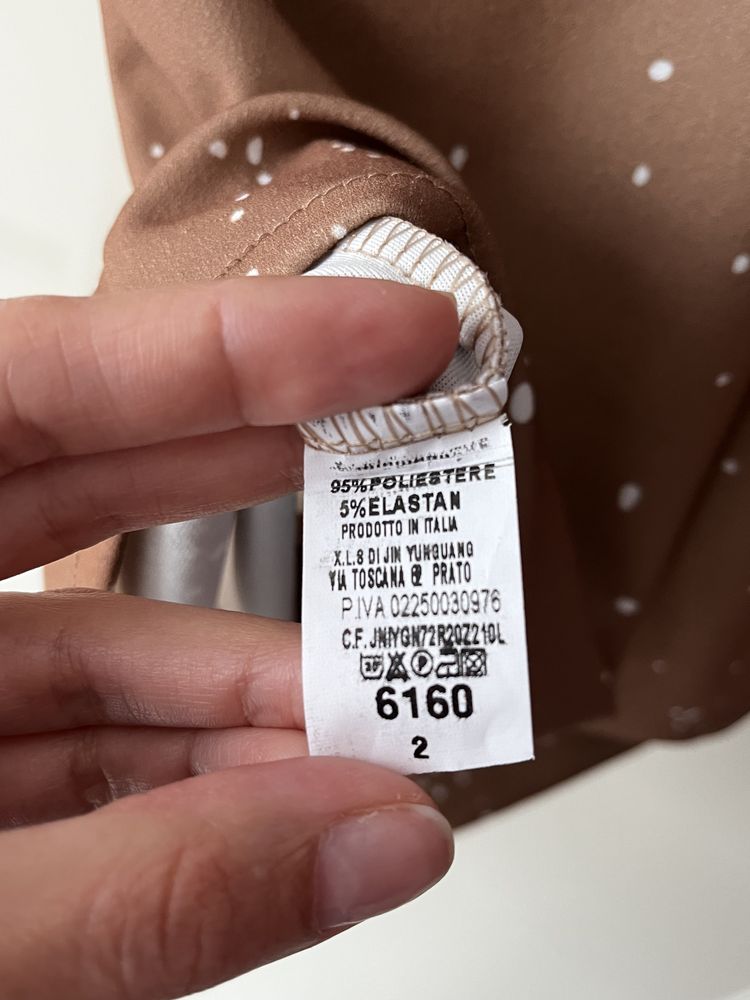 95%POLIESTERE
5%ELASTAN
PRODOTTO IN ITALIA
X.L.8 DI JIN YUNGUANG
VIA TOSCANA 62 PRATO
P.IVA 02250030976
C.F. JNIYGN72R20Z210L
6160
2